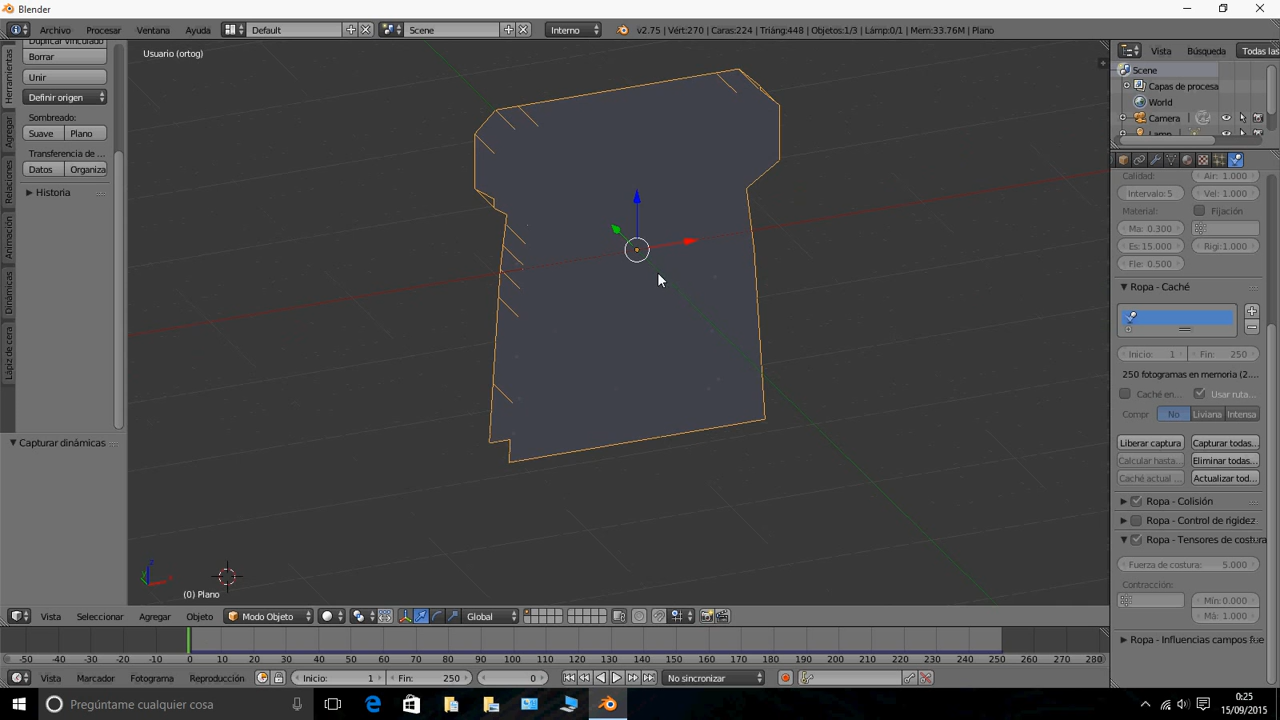 Blender
Archivo Procesar Ventana Ayuda Default Scene Interno v2.75 | Vért:270 | Caras:224 | Triáng:448 | Objetos:1/3 | Lámp:0/1 | Mem:33.76M | Plano
Duplicar vinculado
Borrar
Unir
Definir origen
Sombreado:
Suave Plano
Transferencia de ...
Datos Organiza
Historia
Capturar dinámicas
Herramientas
Agregar
Relaciones
Animación
Dinámicas
Lápiz de cera
Usuario (ortog)
(0) Plano
Vista Búsqueda Todas las
Scene
Capas de procesa
World
Camera
Lamp
Calidad: Air: 1.000
Intervalo: 5 Vel: 1.000
Material: Fijación
Ma: 0.300
Es: 15.000 Rigi: 1.000
Fle: 0.500
Ropa - Caché
Inicio: 1 Fin: 250
250 fotogramas en memoria (2....
Caché en... Usar ruta...
Compr No Liviana Intensa
Liberar captura Capturar todas...
Calcular hasta... Eliminar todas...
Caché actual ... Actualizar tod...
Ropa - Colisión
Ropa - Control de rigidez
Ropa - Tensores de costura
Fuerza de costura: 5.000
Contracción:
Mín: 0.000
Má: 1.000
Ropa - Influencias campos fue
Vista Seleccionar Agregar Objeto Modo Objeto Global
-50 -40 -30 -20 -10 0 10 20 30 40 50 60 70 80 90 100 110 120 130 140 150 160 170 180 190 200 210 220 230 240 250 260 270 280
Vista Marcador Fotograma Reproducción Inicio: 1 Fin: 250 0 No sincronizar
Pregúntame cualquier cosa
0:25
15/09/2015